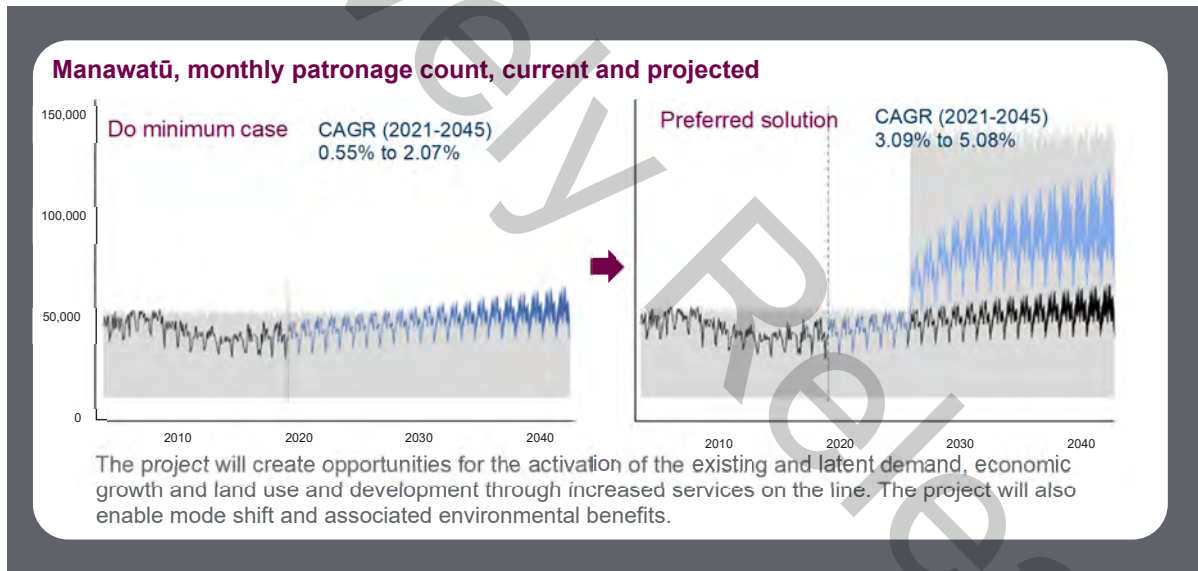 Manawatū, monthly patronage count, current and projected
150,000
100,000
50,000
0
Do minimum case
CAGR (2021-2045)
0.55% to 2.07%
2010 2020 2030 2040
Preferred solution
CAGR (2021-2045)
3.09% to 5.08%
2010 2020 2030 2040
The project will create opportunities for the activation of the existing and latent demand, economic
growth and land use and development through increased services on the line. The project will also
enable mode shift and associated environmental benefits.
ely Rele